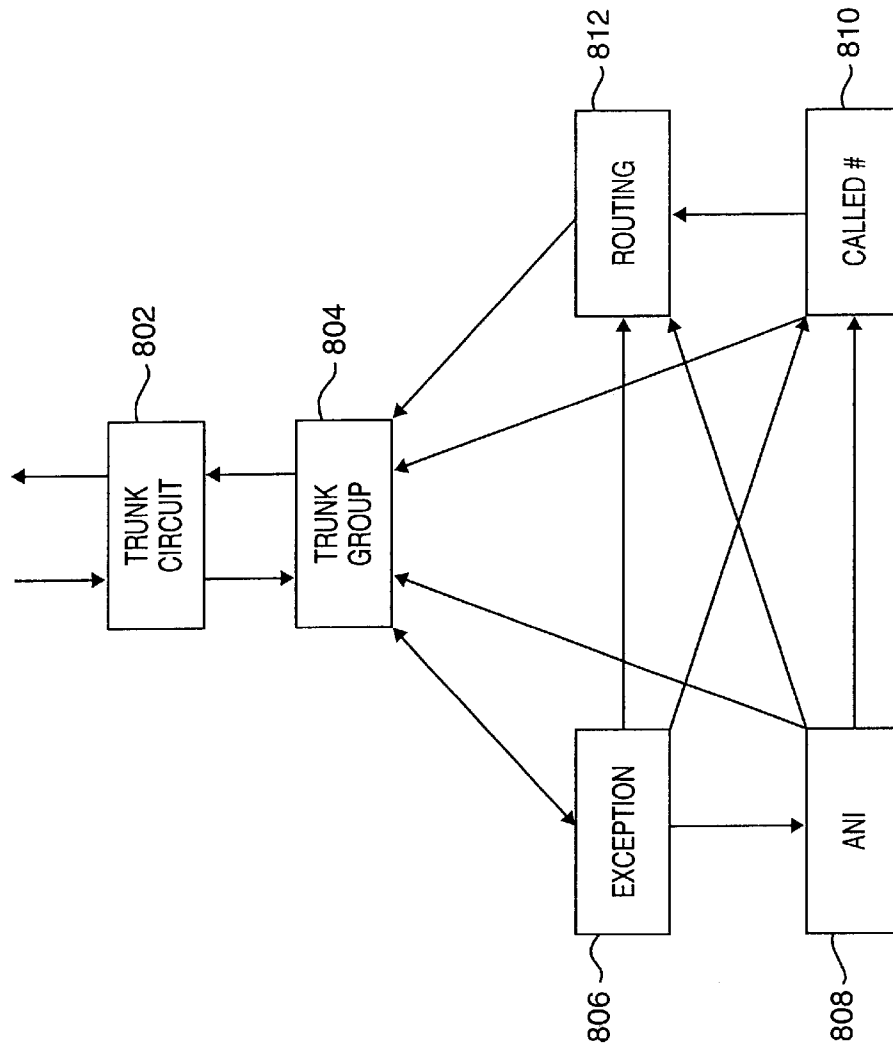 802
TRUNK
CIRCUIT
804
TRUNK
GROUP
806
EXCEPTION
812
ROUTING
808
ANI
810
CALLED #